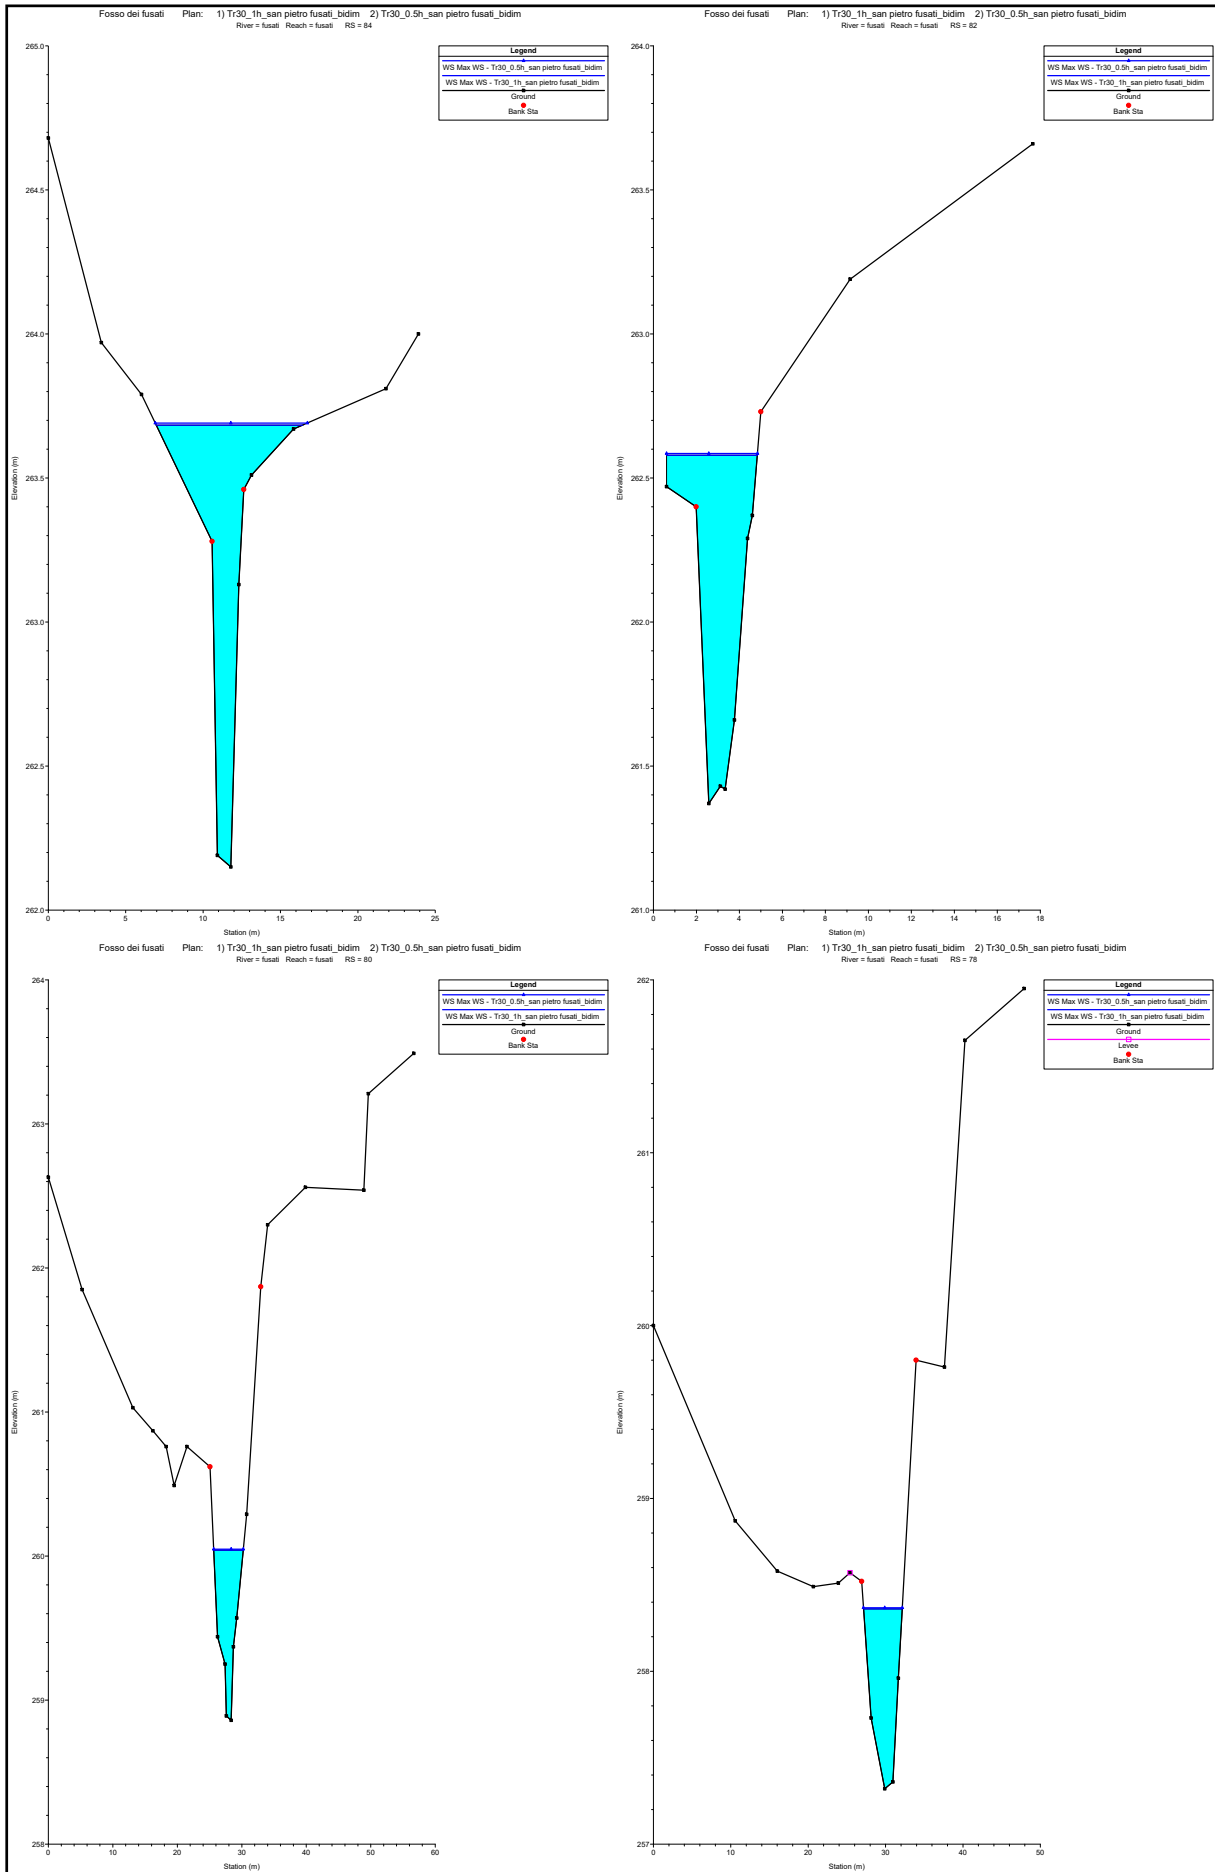 Fosso dei fusati Plan: 1) Tr30_1h_san pietro fusati_bidim 2) Tr30_0.5h_san pietro fusati_bidim
River = fusati Reach = fusati RS = 84
Legend
WS Max WS - Tr30_0.5h_san pietro fusati_bidim
WS Max WS - Tr30_1h_san pietro fusati_bidim
Ground
Bank Sta
Elevation (m)
265.0
264.5
264.0
263.5
263.0
262.5
262.0
0 5 10 15 20 25
Station (m)
Fosso dei fusati Plan: 1) Tr30_1h_san pietro fusati_bidim 2) Tr30_0.5h_san pietro fusati_bidim
River = fusati Reach = fusati RS = 82
Legend
WS Max WS - Tr30_0.5h_san pietro fusati_bidim
WS Max WS - Tr30_1h_san pietro fusati_bidim
Ground
Bank Sta
Elevation (m)
264.0
263.5
263.0
262.5
262.0
261.5
261.0
0 2 4 6 8 10 12 14 16 18
Station (m)
Fosso dei fusati Plan: 1) Tr30_1h_san pietro fusati_bidim 2) Tr30_0.5h_san pietro fusati_bidim
River = fusati Reach = fusati RS = 80
Legend
WS Max WS - Tr30_0.5h_san pietro fusati_bidim
WS Max WS - Tr30_1h_san pietro fusati_bidim
Ground
Bank Sta
Elevation (m)
264
263
262
261
260
259
258
0 10 20 30 40 50 60
Station (m)
Fosso dei fusati Plan: 1) Tr30_1h_san pietro fusati_bidim 2) Tr30_0.5h_san pietro fusati_bidim
River = fusati Reach = fusati RS = 78
Legend
WS Max WS - Tr30_0.5h_san pietro fusati_bidim
WS Max WS - Tr30_1h_san pietro fusati_bidim
Ground
Levee
Bank Sta
Elevation (m)
262
261
260
259
258
257
0 10 20 30 40 50
Station (m)